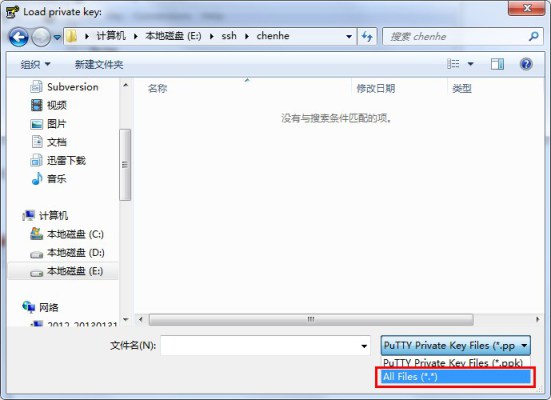 Load private key:
计算机 本地磁盘 (E:) ssh chenhe
搜索 chenhe
组织 新建文件夹
名称 修改日期 类型
没有与搜索条件匹配的项。
Subversion
视频
图片
文档
迅雷下载
音乐
计算机
本地磁盘 (C:)
本地磁盘 (D:)
本地磁盘 (E:)
网络
2012-20130131
文件名(N):
PuTTY Private Key Files (*.pp
PuTTY Private Key Files (*.ppk)
All Files (*.*)